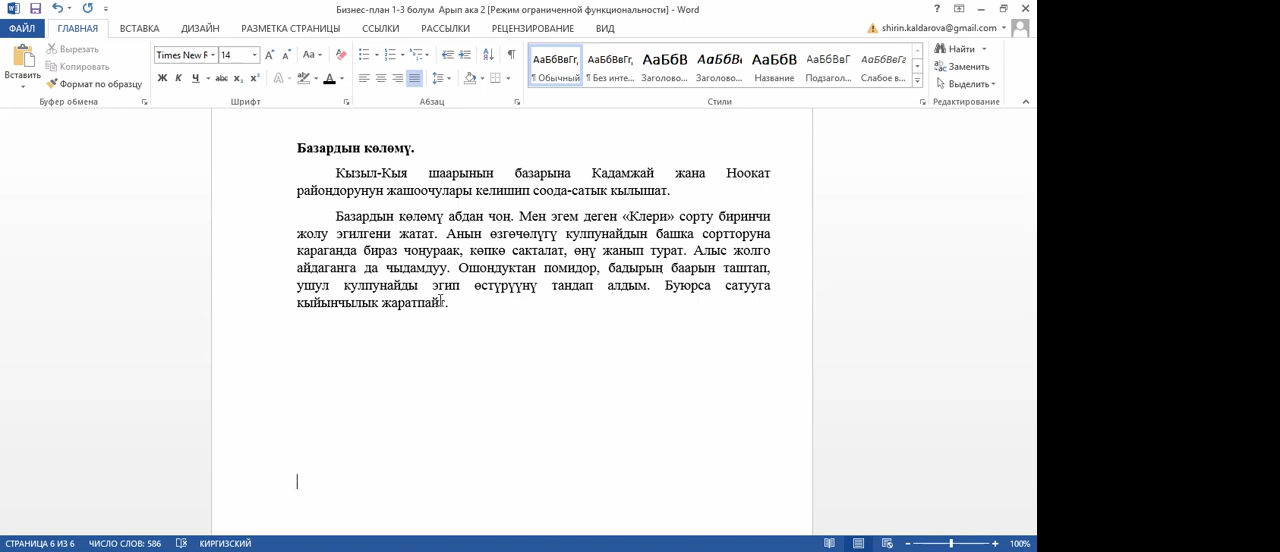 Бизнес-план 1-3 болум Арып ака 2 [Режим ограниченной функциональности] - Word
ФАЙЛ ГЛАВНАЯ ВСТАВКА ДИЗАЙН РАЗМЕТКА СТРАНИЦЫ ССЫЛКИ РАССЫЛКИ РЕЦЕНЗИРОВАНИЕ ВИД shirin.kaldarova@gmail.com
Вставить
Вырезать
Копировать
Формат по образцу
Буфер обмена
Times New R 14
Ж К Ч abc x₂ x²
Шрифт
Абзац
АаБбВвГг, АаБбВвГг, АаБбВ АаБбВı АаБбВ АаБбВвГ АаБбВвГг
¶ Обычный ¶ Без инте... Заголово... Заголово... Название Подзагол... Слабое в...
Стили
Найти
Заменить
Выделить
Редактирование
Базардын көлөмү.
Кызыл-Кыя шаарынын базарына Кадамжай жана Ноокат
райондорунун жашоочулары келишип соода-сатык кылышат.
Базардын көлөмү абдан чоң. Мен эгем деген «Клери» сорту биринчи
жолу эгилгени жатат. Анын өзгөчөлүгү кулпунайдын башка сортторуна
караганда бираз чоңураак, көпкө сакталат, өңү жанып турат. Алыс жолго
айдаганга да чыдамдуу. Ошондуктан помидор, бадырың баарын таштап,
ушул кулпунайды эгип өстүрүүнү тандап алдым. Буюрса сатууга
кыйынчылык жаратпайт.
СТРАНИЦА 6 ИЗ 6 ЧИСЛО СЛОВ: 586 КИРГИЗСКИЙ 100%